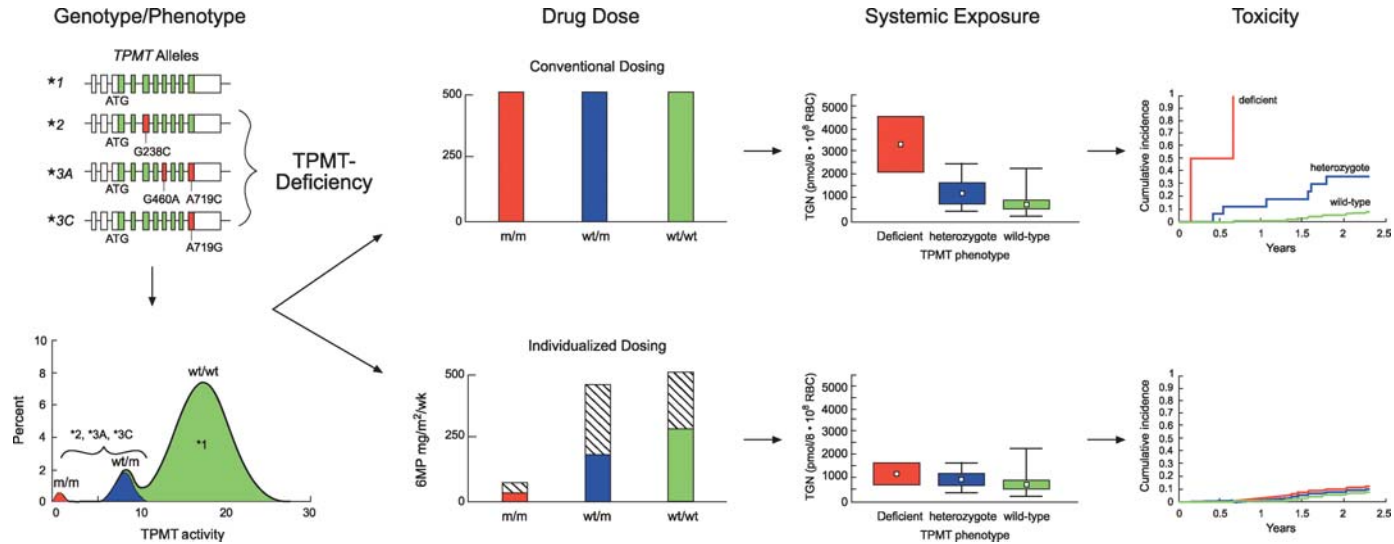 Genotype/Phenotype
Drug Dose
Systemic Exposure
Toxicity
TPMT Alleles
*1
ATG
*2
ATG
G238C
*3A
ATG
G460A A719C
*3C
ATG
A719G
TPMT-
Deficiency
Conventional Dosing
500
250
0
m/m
wt/m
wt/wt
TGN (pmol/8 • 10⁸ RBC)
5000
4000
3000
2000
1000
0
Deficient heterozygote wild-type
TPMT phenotype
Cumulative incidence
1
0.9
0.8
0.7
0.6
0.5
0.4
0.3
0.2
0.1
0
deficient
heterozygote
wild-type
0 0.5 1 1.5 2 2.5
Years
Percent
10
8
6
4
2
0
wt/wt
*2, *3A, *3C
*1
wt/m
m/m
0 10 20 30
TPMT activity
Individualized Dosing
6MP mg/m²/wk
500
250
0
m/m
wt/m
wt/wt
TGN (pmol/8 • 10⁸ RBC)
5000
4000
3000
2000
1000
0
Deficient heterozygote wild-type
TPMT phenotype
Cumulative incidence
1
0.9
0.8
0.7
0.6
0.5
0.4
0.3
0.2
0.1
0
0 0.5 1 1.5 2 2.5
Years